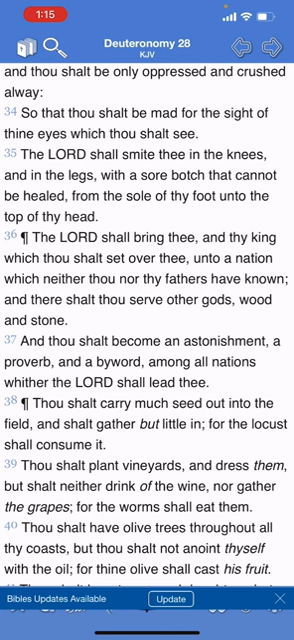 1:15
Deuteronomy 28
KJV
and thou shalt be only oppressed and crushed
alway:
34 So that thou shalt be mad for the sight of
thine eyes which thou shalt see.
35 The LORD shall smite thee in the knees,
and in the legs, with a sore botch that cannot
be healed, from the sole of thy foot unto the
top of thy head.
36 ¶ The LORD shall bring thee, and thy king
which thou shalt set over thee, unto a nation
which neither thou nor thy fathers have known;
and there shalt thou serve other gods, wood
and stone.
37 And thou shalt become an astonishment, a
proverb, and a byword, among all nations
whither the LORD shall lead thee.
38 ¶ Thou shalt carry much seed out into the
field, and shalt gather but little in; for the locust
shall consume it.
39 Thou shalt plant vineyards, and dress them,
but shalt neither drink of the wine, nor gather
the grapes; for the worms shall eat them.
40 Thou shalt have olive trees throughout all
thy coasts, but thou shalt not anoint thyself
with the oil; for thine olive shall cast his fruit.
Bibles Updates Available
Update